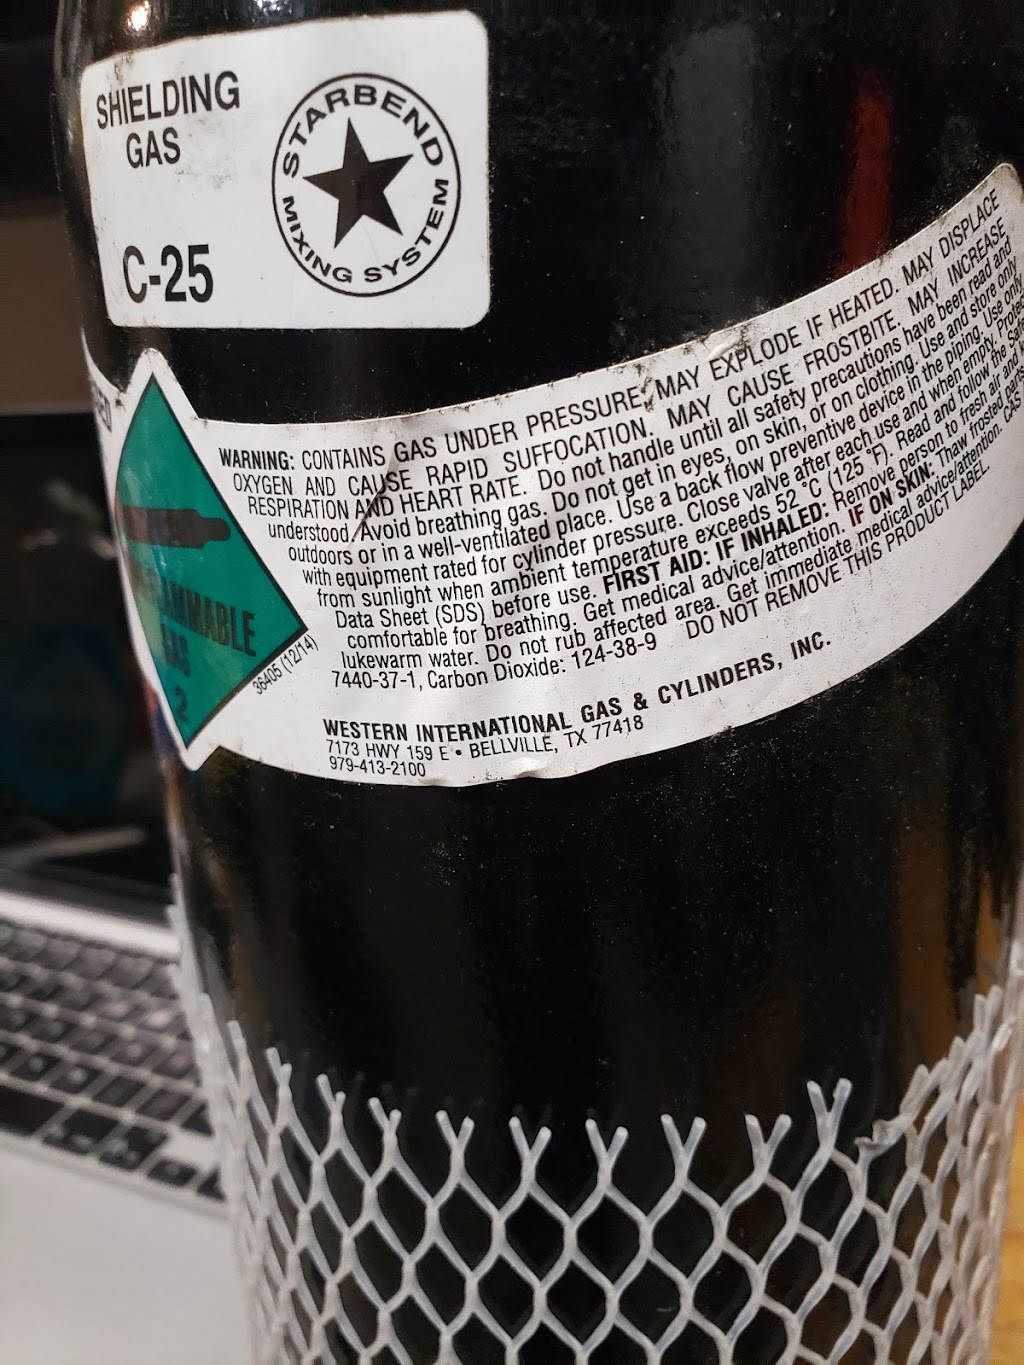 SHIELDING
GAS
C-25
STARBEND
MIXING SYSTEM
WARNING: CONTAINS GAS UNDER PRESSURE; MAY EXPLODE IF HEATED. MAY DISPLACE
OXYGEN AND CAUSE RAPID SUFFOCATION. MAY CAUSE FROSTBITE. MAY INCREASE
RESPIRATION AND HEART RATE. Do not handle until all safety precautions have been read and
understood. Avoid breathing gas. Do not get in eyes, on skin, or on clothing. Use and store only
outdoors or in a well-ventilated place. Use a back flow preventive device in the piping. Use only
with equipment rated for cylinder pressure. Close valve after each use and when empty. Protect
from sunlight when ambient temperature exceeds 52 °C (125 °F). Read and follow the Safety
Data Sheet (SDS) before use. FIRST AID: IF INHALED: Remove person to fresh air and
comfortable for breathing. Get medical advice/attention. IF ON SKIN: Thaw frosted parts
lukewarm water. Do not rub affected area. Get immediate medical advice/attention. CAS
7440-37-1, Carbon Dioxide: 124-38-9 DO NOT REMOVE THIS PRODUCT LABEL.
GAS
2
36405 (12/14)
WESTERN INTERNATIONAL GAS & CYLINDERS, INC.
7173 HWY 159 E • BELLVILLE, TX 77418
979-413-2100